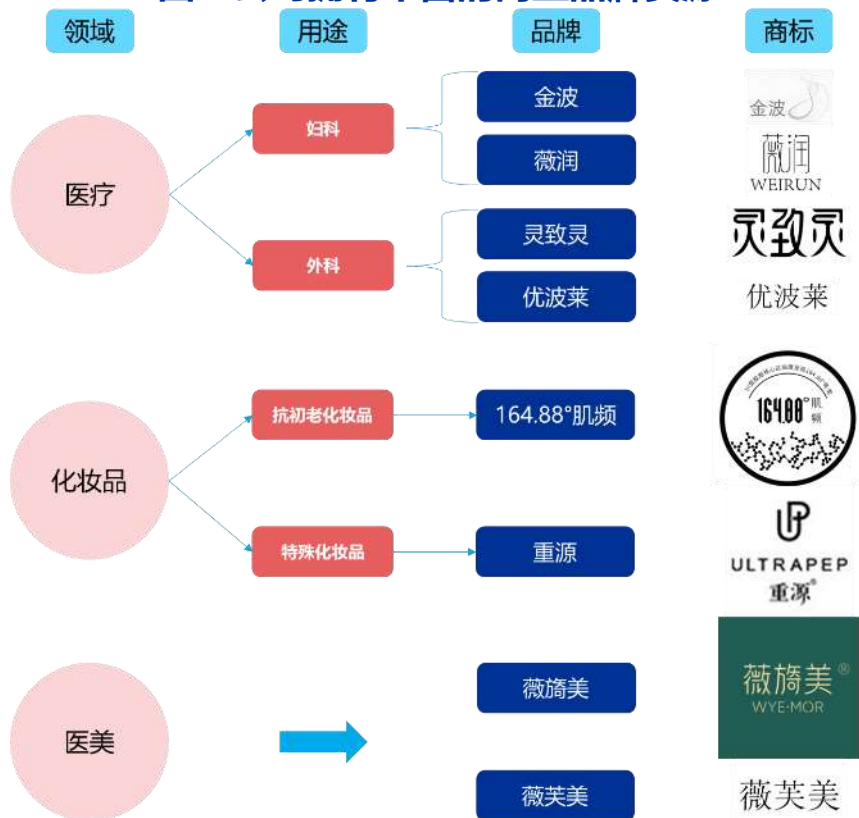 领域 用途 品牌 商标
医疗
妇科
金波
金波
薇润
薇润
WEIRUN
外科
灵致灵
灵致灵
优波莱
优波莱
化妆品
抗初老化妆品
164.88°肌频
164.88°肌频
特殊化妆品
重源
ULTRAPEP
重源®
医美
薇旖美
薇旖美®
WYE-MOR
薇芙美
薇芙美